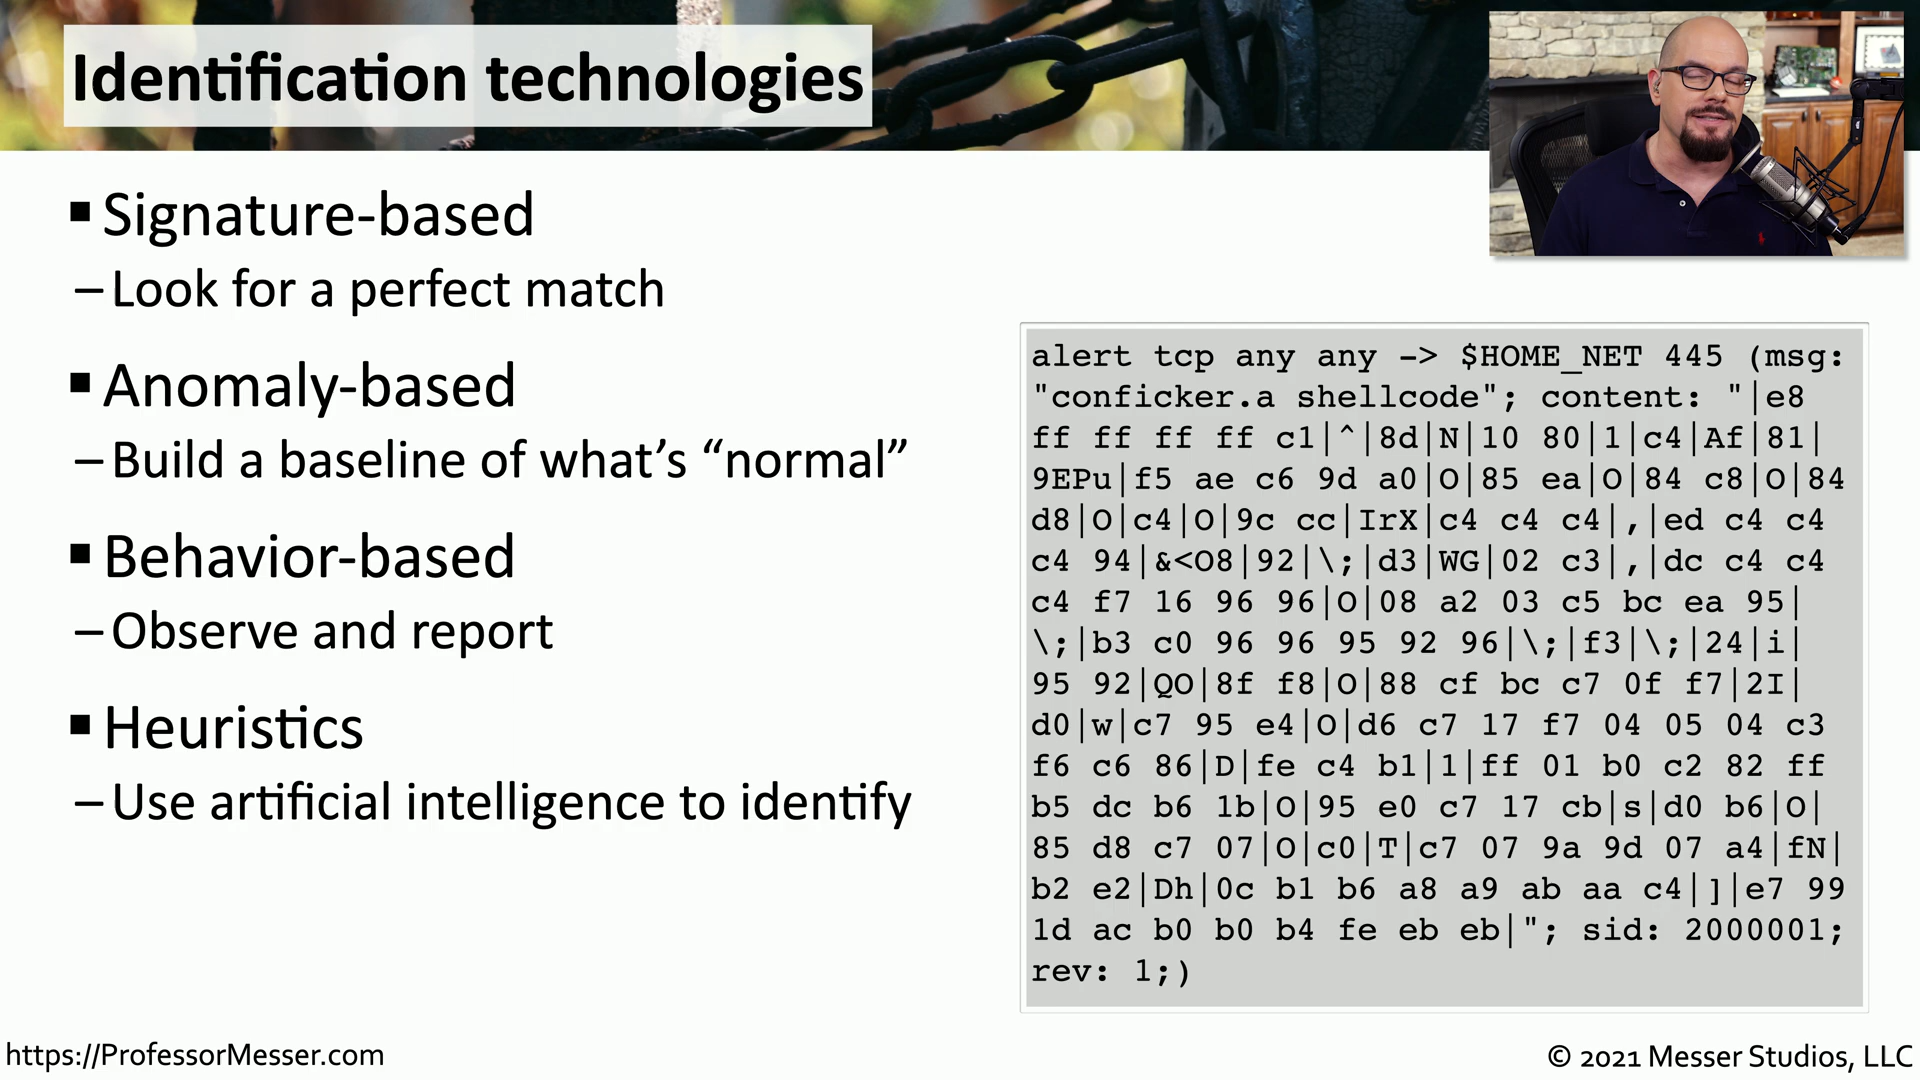 Identification technologies
▪ Signature-based
– Look for a perfect match
▪ Anomaly-based
– Build a baseline of what's “normal”
▪ Behavior-based
– Observe and report
▪ Heuristics
– Use artificial intelligence to identify
alert tcp any any -> $HOME_NET 445 (msg:
"conficker.a shellcode"; content: "|e8
ff ff ff ff c1|^|8d|N|10 80|1|c4|Af|81|
9EPu|f5 ae c6 9d a0|O|85 ea|O|84 c8|O|84
d8|O|c4|O|9c cc|IrX|c4 c4 c4|,|ed c4 c4
c4 94|&<O8|92|\;|d3|WG|02 c3|,|dc c4 c4
c4 f7 16 96 96|O|08 a2 03 c5 bc ea 95|
\;|b3 c0 96 96 95 92 96|\;|f3|\;|24|i|
95 92|QO|8f f8|O|88 cf bc c7 0f f7|2I|
d0|w|c7 95 e4|O|d6 c7 17 f7 04 05 04 c3
f6 c6 86|D|fe c4 b1|1|ff 01 b0 c2 82 ff
b5 dc b6 1b|O|95 e0 c7 17 cb|s|d0 b6|O|
85 d8 c7 07|O|c0|T|c7 07 9a 9d 07 a4|fN|
b2 e2|Dh|0c b1 b6 a8 a9 ab aa c4|]|e7 99
1d ac b0 b0 b4 fe eb eb|"; sid: 2000001;
rev: 1;)
https://ProfessorMesser.com
© 2021 Messer Studios, LLC